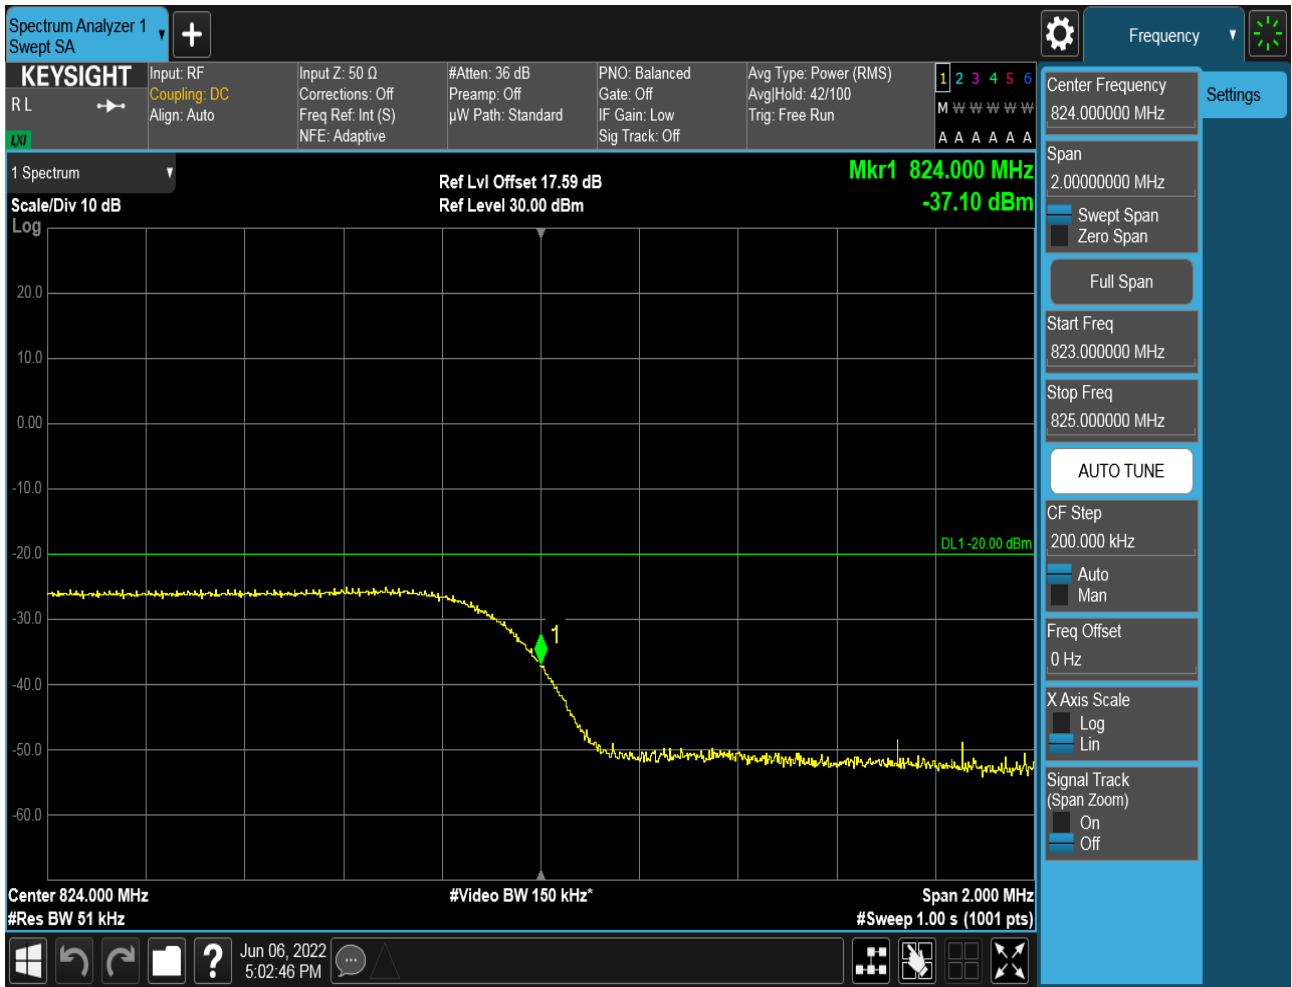 Spectrum Analyzer 1
Swept SA
Frequency
KEYSIGHT
R L
LXI
Input: RF
Coupling: DC
Align: Auto
Input Z: 50 Ω
Corrections: Off
Freq Ref: Int (S)
NFE: Adaptive
#Atten: 36 dB
Preamp: Off
µW Path: Standard
PNO: Balanced
Gate: Off
IF Gain: Low
Sig Track: Off
Avg Type: Power (RMS)
Avg|Hold: 42/100
Trig: Free Run
1 2 3 4 5 6
M W W W W W
A A A A A A
1 Spectrum
Scale/Div 10 dB
Log
Ref Lvl Offset 17.59 dB
Ref Level 30.00 dBm
Mkr1 824.000 MHz
-37.10 dBm
20.0
10.0
0.00
-10.0
-20.0
-30.0
-40.0
-50.0
-60.0
DL1 -20.00 dBm
1
Center 824.000 MHz
#Res BW 51 kHz
#Video BW 150 kHz*
Span 2.000 MHz
#Sweep 1.00 s (1001 pts)
Jun 06, 2022
5:02:46 PM
Center Frequency
824.000000 MHz
Span
2.00000000 MHz
Swept Span
Zero Span
Full Span
Start Freq
823.000000 MHz
Stop Freq
825.000000 MHz
AUTO TUNE
CF Step
200.000 kHz
Auto
Man
Freq Offset
0 Hz
X Axis Scale
Log
Lin
Signal Track
(Span Zoom)
On
Off
Settings